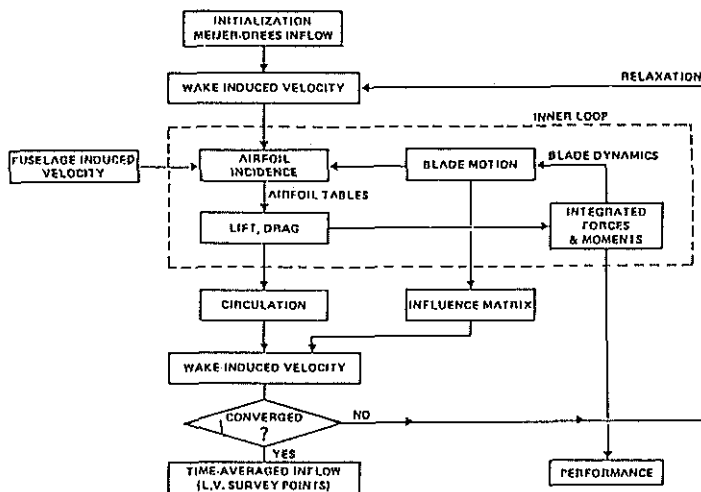 INITIALIZATION
MEIJER-DREES INFLOW
RELAXATION
WAKE INDUCED VELOCITY
INNER LOOP
FUSELAGE INDUCED
VELOCITY
AIRFOIL
INCIDENCE
BLADE MOTION
BLADE DYNAMICS
AIRFOIL TABLES
LIFT, DRAG
INTEGRATED
FORCES
& MOMENTS
CIRCULATION
INFLUENCE MATRIX
WAKE-INDUCED VELOCITY
CONVERGED
?
NO
YES
TIME-AVERAGED INFLOW
(L.V. SURVEY POINTS)
PERFORMANCE